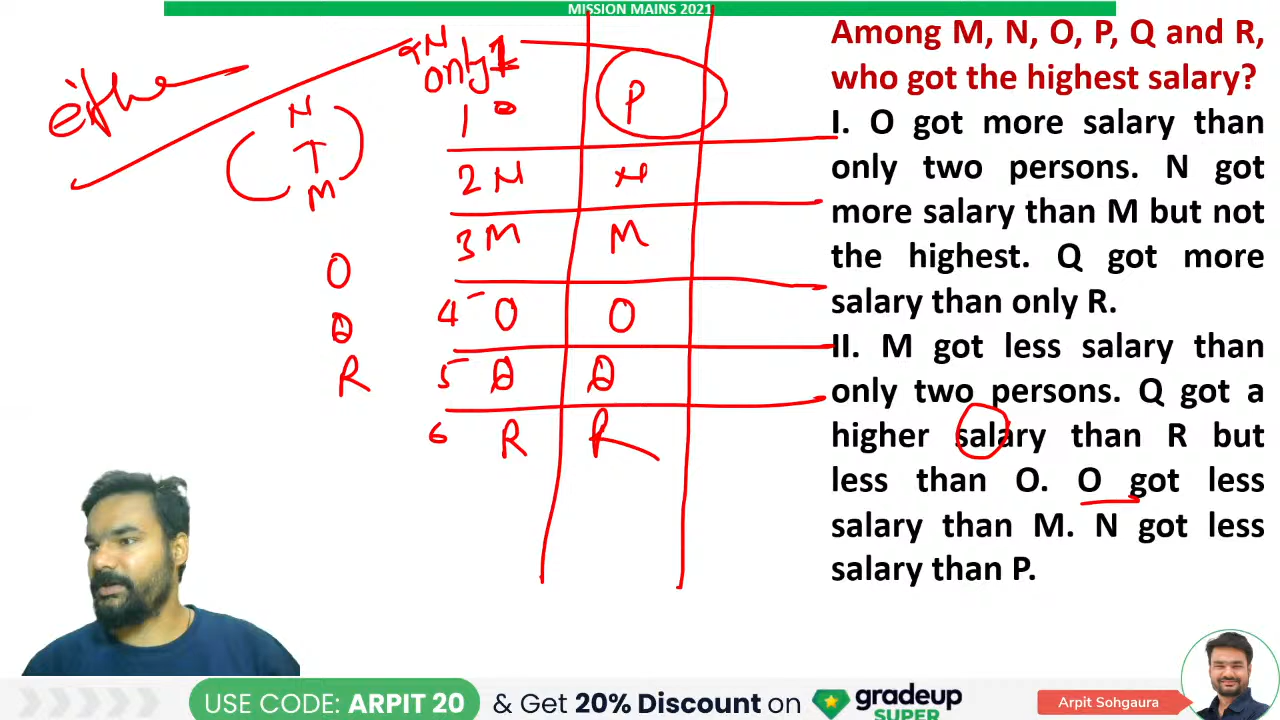 MISSION MAINS 2021
Among M, N, O, P, Q and R,
who got the highest salary?
I. O got more salary than
only two persons. N got
more salary than M but not
the highest. Q got more
salary than only R.
II. M got less salary than
only two persons. Q got a
higher salary than R but
less than O. O got less
salary than M. N got less
salary than P.
only 1
1 P
N 2 N N
M 3 M M
O 4 O O
Q 5 Q Q
R 6 R R
USE CODE: ARPIT 20 & Get 20% Discount on gradeup
SUPER
Arpit Sohgaura